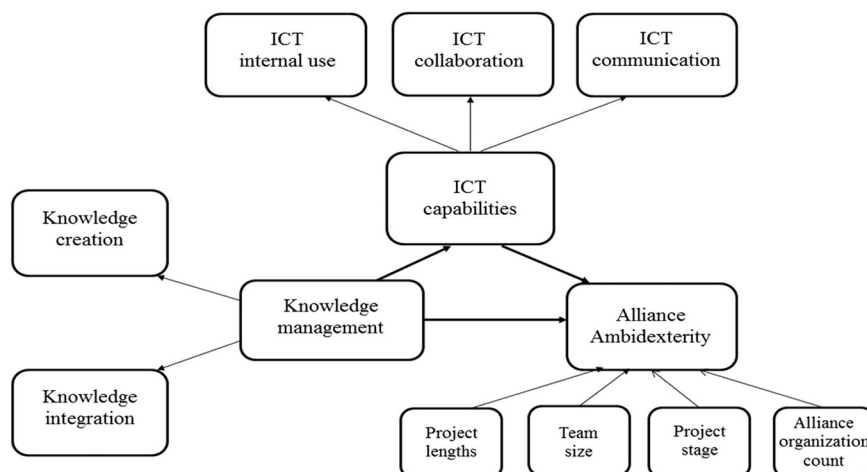 ICT
internal use
ICT
collaboration
ICT
communication
ICT
capabilities
Knowledge
creation
Knowledge
management
Alliance
Ambidexterity
Knowledge
integration
Project
lengths
Team
size
Project
stage
Alliance
organization
count